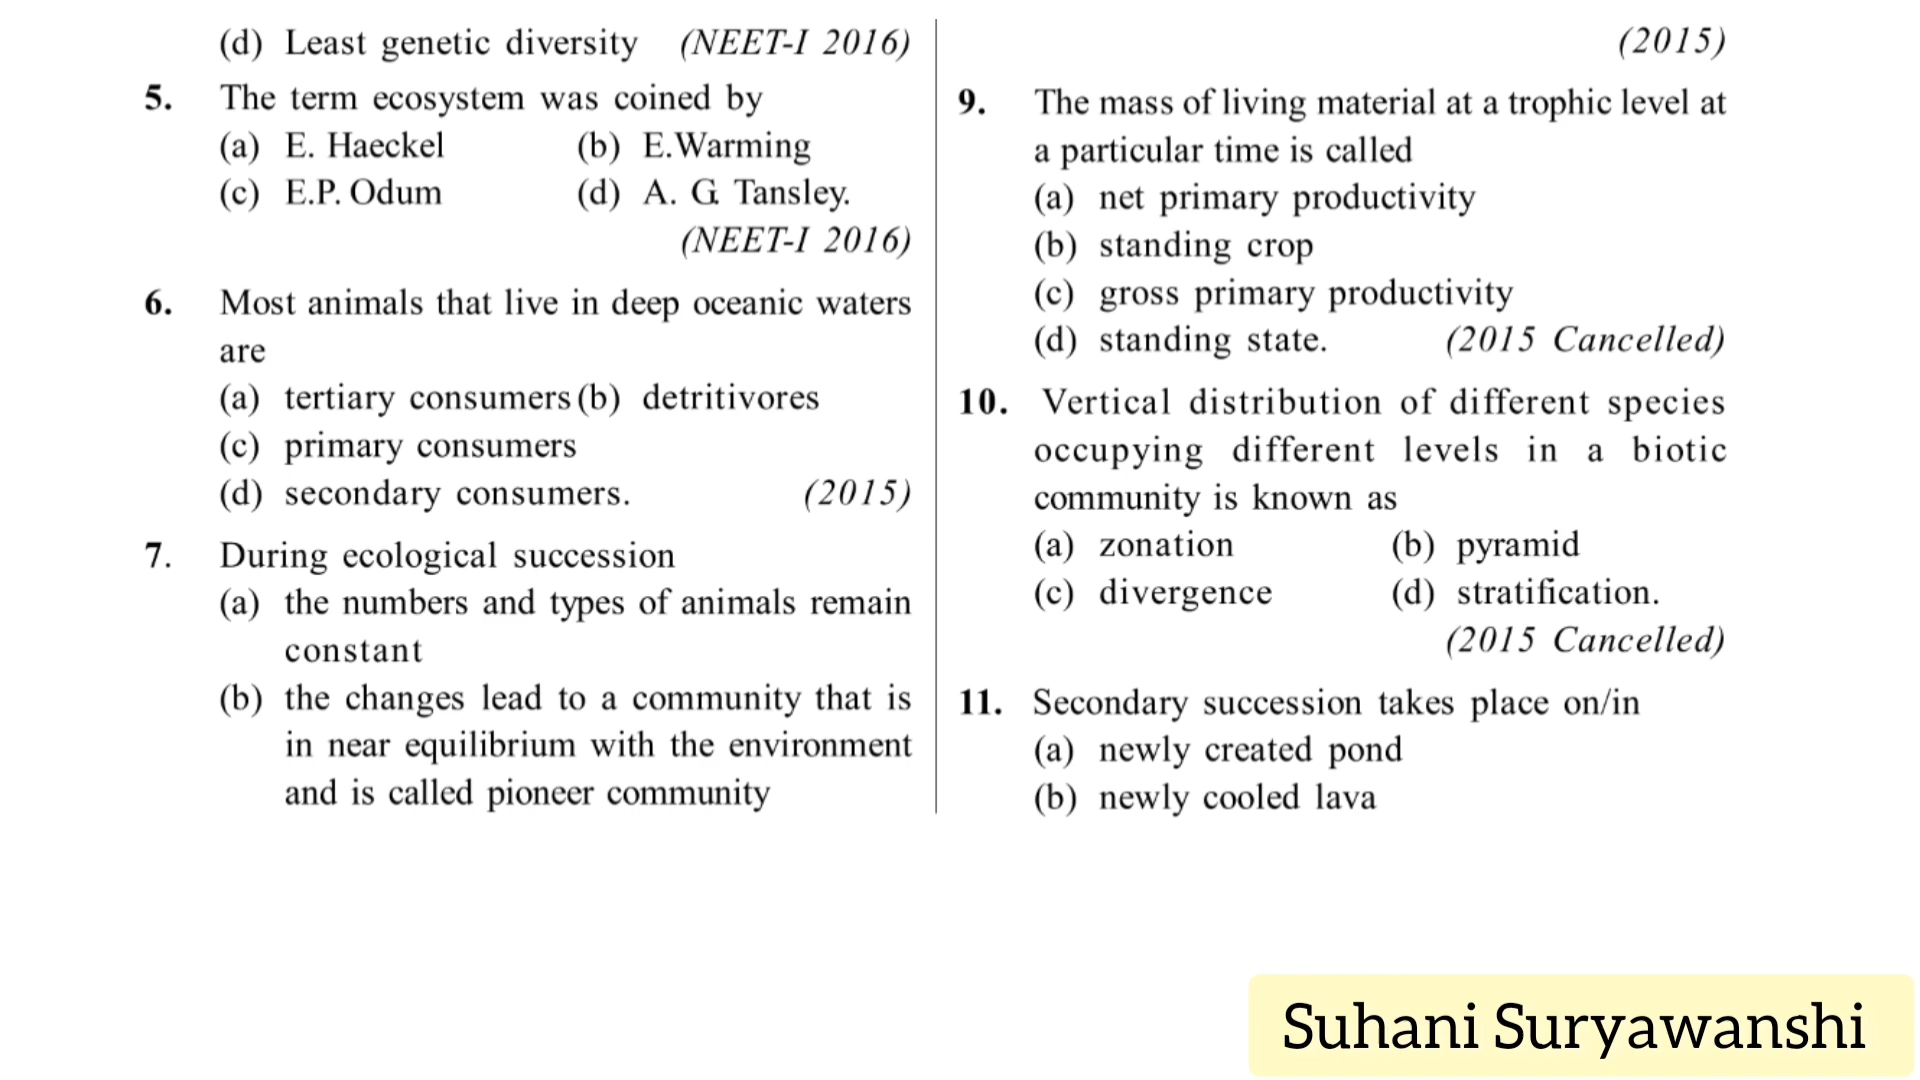 (d) Least genetic diversity (NEET-I 2016)
5. The term ecosystem was coined by
(a) E. Haeckel (b) E.Warming
(c) E.P. Odum (d) A. G. Tansley.
(NEET-I 2016)
6. Most animals that live in deep oceanic waters
are
(a) tertiary consumers (b) detritivores
(c) primary consumers
(d) secondary consumers. (2015)
7. During ecological succession
(a) the numbers and types of animals remain
constant
(b) the changes lead to a community that is
in near equilibrium with the environment
and is called pioneer community
(2015)
9. The mass of living material at a trophic level at
a particular time is called
(a) net primary productivity
(b) standing crop
(c) gross primary productivity
(d) standing state. (2015 Cancelled)
10. Vertical distribution of different species
occupying different levels in a biotic
community is known as
(a) zonation (b) pyramid
(c) divergence (d) stratification.
(2015 Cancelled)
11. Secondary succession takes place on/in
(a) newly created pond
(b) newly cooled lava
Suhani Suryawanshi